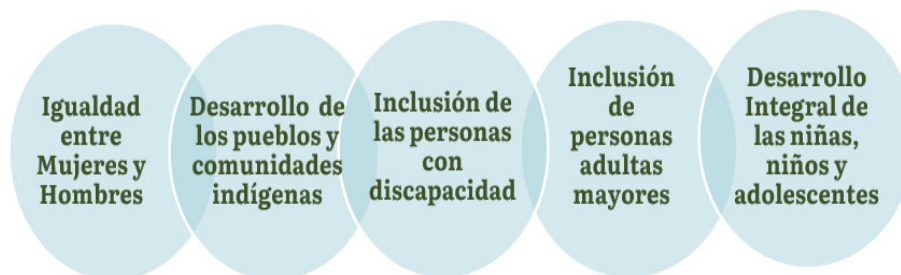 Igualdad
entre
Mujeres y
Hombres
Desarrollo de
los pueblos y
comunidades
indígenas
Inclusión de
las personas
con
discapacidad
Inclusión
de
personas
adultas
mayores
Desarrollo
Integral de
las niñas,
niños y
adolescentes